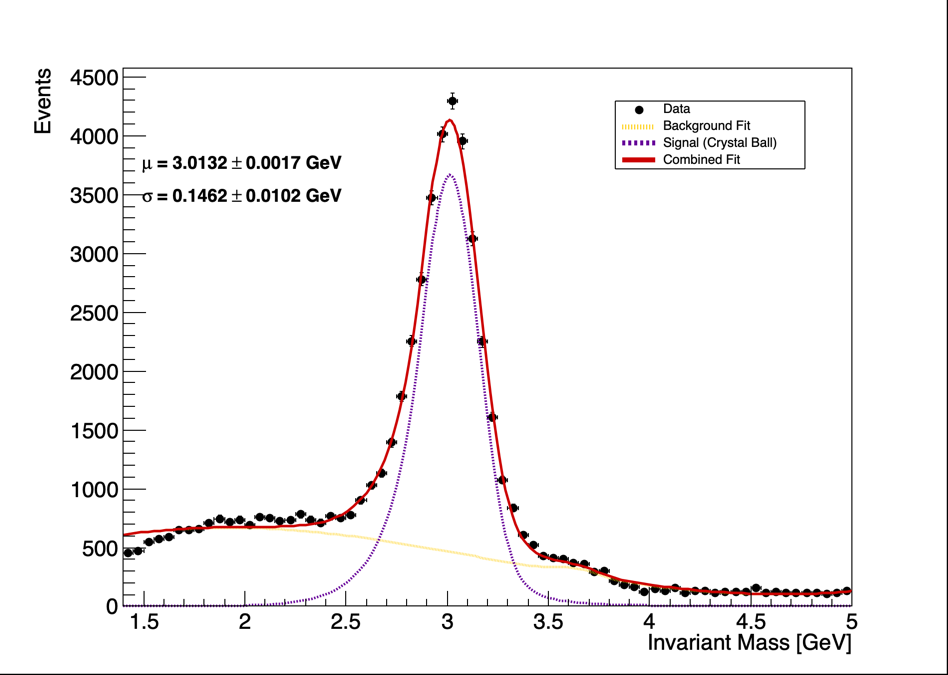 Events
4500
4000
3500
3000
2500
2000
1500
1000
500
0
μ = 3.0132 ± 0.0017 GeV
σ = 0.1462 ± 0.0102 GeV
Data
Background Fit
Signal (Crystal Ball)
Combined Fit
1.5 2 2.5 3 3.5 4 4.5 5
Invariant Mass [GeV]